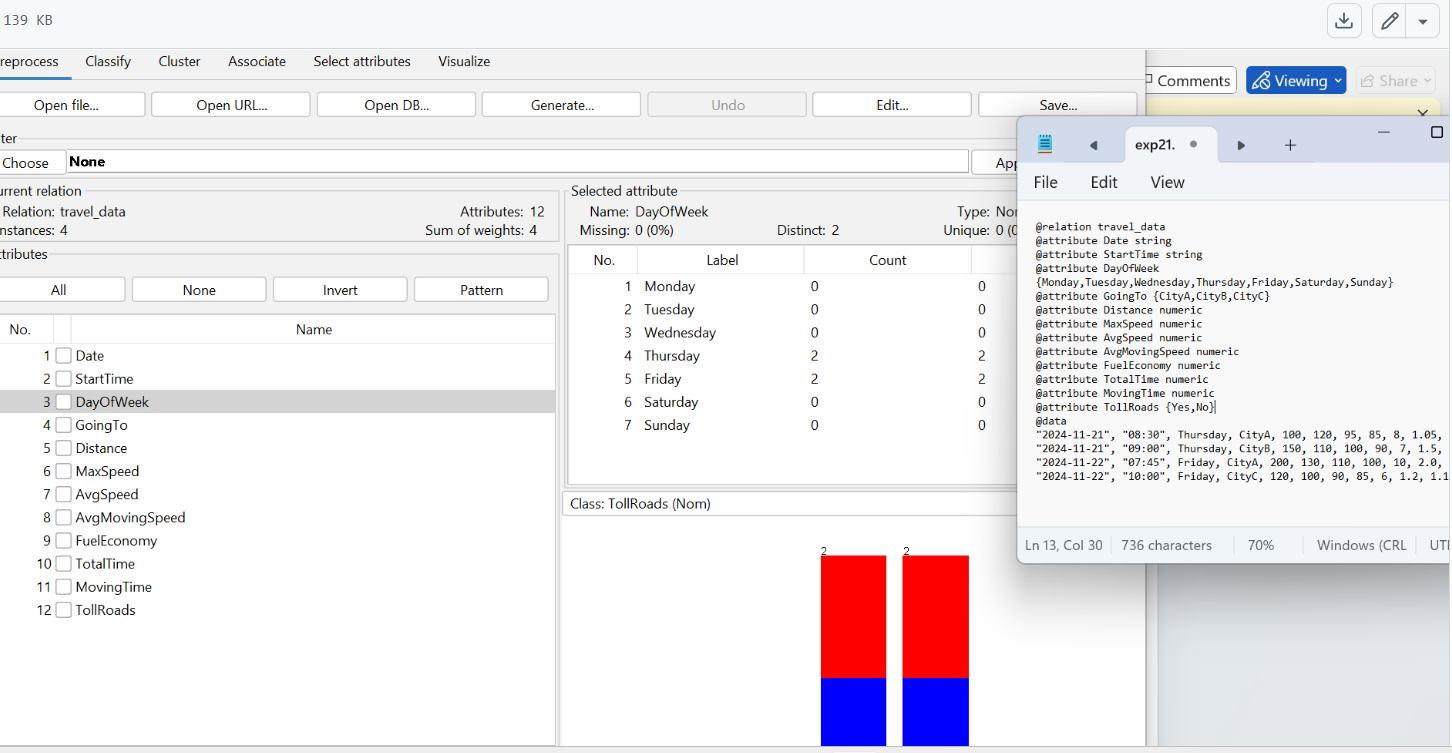 139 KB
reprocess Classify Cluster Associate Select attributes Visualize
Open file... Open URL... Open DB... Generate... Undo Edit... Save...
ter
Choose None App
urrent relation
Relation: travel_data Attributes: 12
nstances: 4 Sum of weights: 4
ttributes
All None Invert Pattern
No. Name
1 Date
2 StartTime
3 DayOfWeek
4 GoingTo
5 Distance
6 MaxSpeed
7 AvgSpeed
8 AvgMovingSpeed
9 FuelEconomy
10 TotalTime
11 MovingTime
12 TollRoads
Selected attribute
Name: DayOfWeek Type: Nor
Missing: 0 (0%) Distinct: 2 Unique: 0 (0
No. Label Count
1 Monday 0 0
2 Tuesday 0 0
3 Wednesday 0 0
4 Thursday 2 2
5 Friday 2 2
6 Saturday 0 0
7 Sunday 0 0
Class: TollRoads (Nom)
2 2
Comments Viewing Share
exp21.
File Edit View
@relation travel_data
@attribute Date string
@attribute StartTime string
@attribute DayOfWeek
{Monday,Tuesday,Wednesday,Thursday,Friday,Saturday,Sunday}
@attribute GoingTo {CityA,CityB,CityC}
@attribute Distance numeric
@attribute MaxSpeed numeric
@attribute AvgSpeed numeric
@attribute AvgMovingSpeed numeric
@attribute FuelEconomy numeric
@attribute TotalTime numeric
@attribute MovingTime numeric
@attribute TollRoads {Yes,No}
@data
"2024-11-21", "08:30", Thursday, CityA, 100, 120, 95, 85, 8, 1.05,
"2024-11-21", "09:00", Thursday, CityB, 150, 110, 100, 90, 7, 1.5,
"2024-11-22", "07:45", Friday, CityA, 200, 130, 110, 100, 10, 2.0,
"2024-11-22", "10:00", Friday, CityC, 120, 100, 90, 85, 6, 1.2, 1.1
Ln 13, Col 30 736 characters 70% Windows (CRL UTI